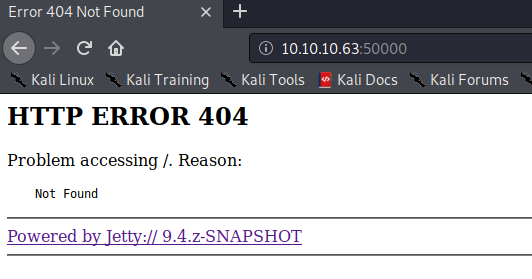 Error 404 Not Found
10.10.10.63:50000
Kali Linux Kali Training Kali Tools Kali Docs Kali Forums
HTTP ERROR 404
Problem accessing /. Reason:
Not Found
Powered by Jetty:// 9.4.z-SNAPSHOT